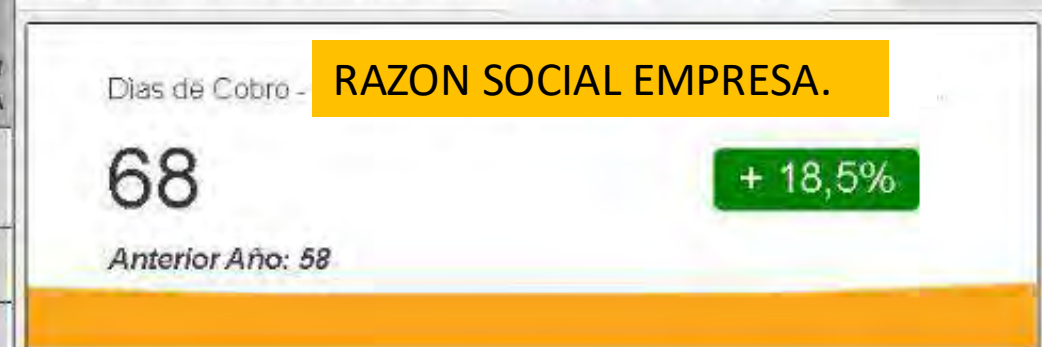 Dias de Cobro - RAZON SOCIAL EMPRESA.
68
+ 18,5%
Anterior Año: 58